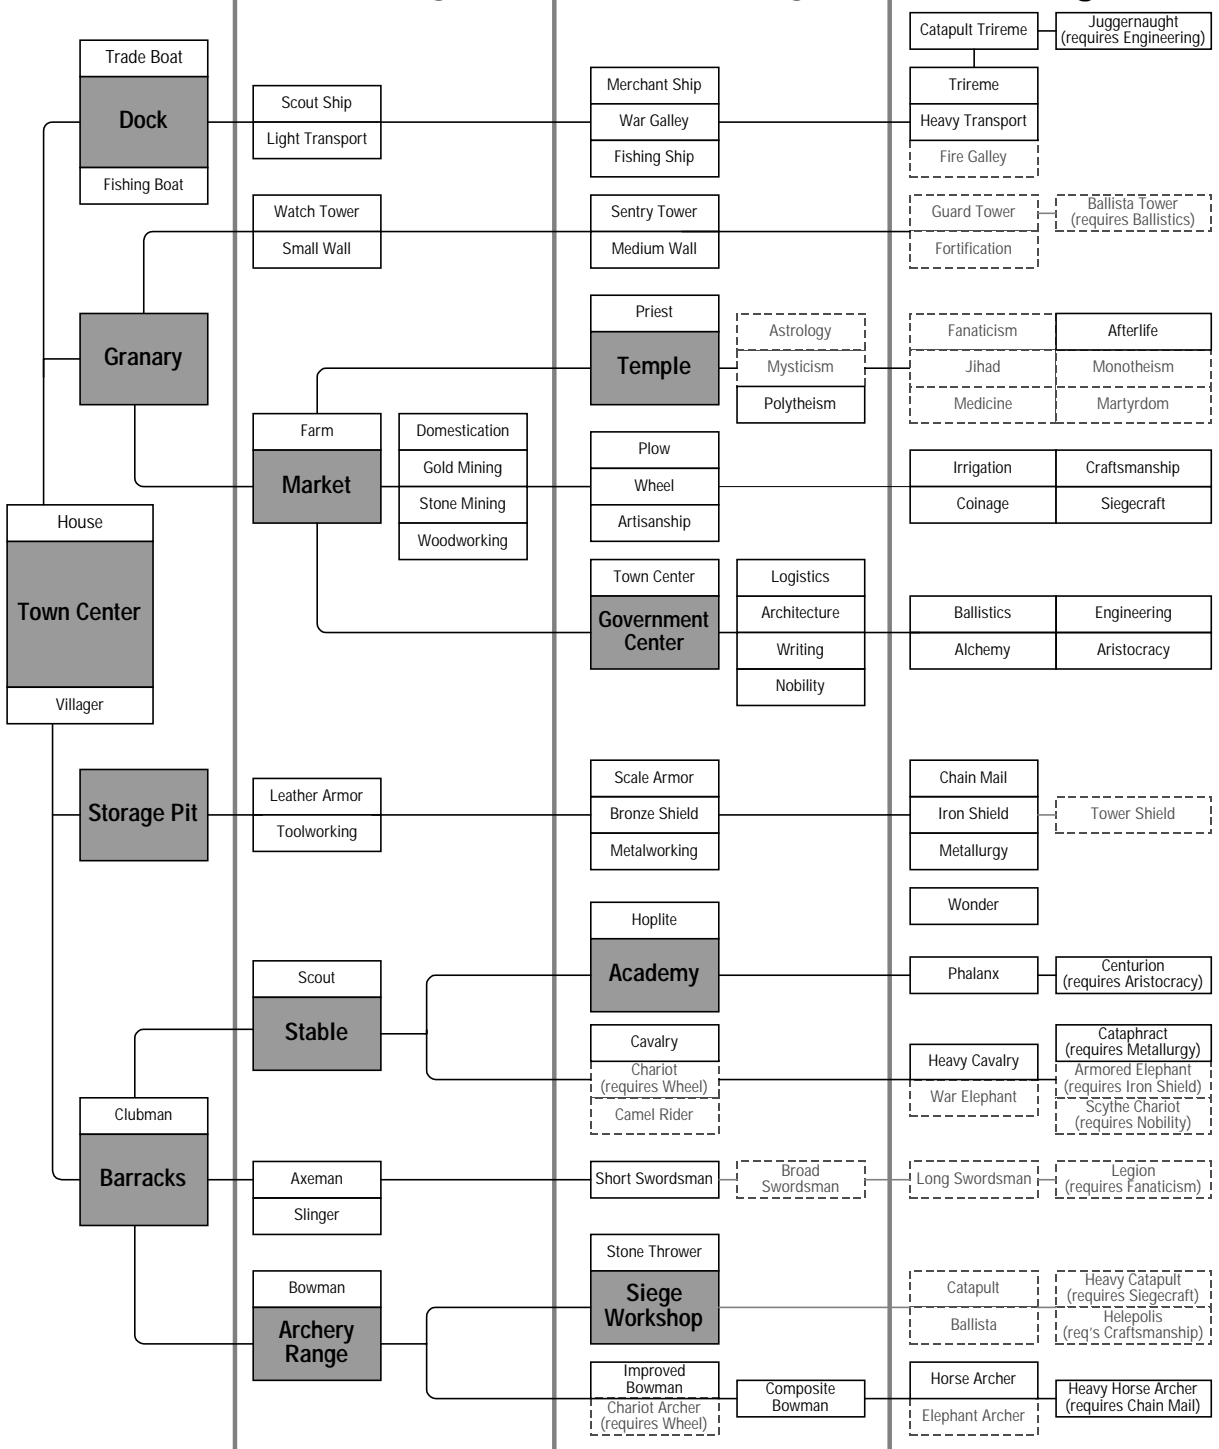 Catapult Trireme
Juggernaught
(requires Engineering)
Trade Boat
Dock
Fishing Boat
Scout Ship
Light Transport
Merchant Ship
War Galley
Fishing Ship
Trireme
Heavy Transport
Fire Galley
Watch Tower
Small Wall
Sentry Tower
Medium Wall
Guard Tower
Fortification
Ballista Tower
(requires Ballistics)
Granary
Priest
Temple
Astrology
Mysticism
Polytheism
Fanaticism
Jihad
Medicine
Afterlife
Monotheism
Martyrdom
Farm
Market
Domestication
Gold Mining
Stone Mining
Woodworking
Plow
Wheel
Artisanship
Irrigation
Coinage
Craftsmanship
Siegecraft
House
Town Center
Villager
Town Center
Government
Center
Logistics
Architecture
Writing
Nobility
Ballistics
Alchemy
Engineering
Aristocracy
Storage Pit
Leather Armor
Toolworking
Scale Armor
Bronze Shield
Metalworking
Chain Mail
Iron Shield
Metallurgy
Tower Shield
Wonder
Hoplite
Academy
Phalanx
Centurion
(requires Aristocracy)
Scout
Stable
Cavalry
Chariot
(requires Wheel)
Camel Rider
Heavy Cavalry
War Elephant
Cataphract
(requires Metallurgy)
Armored Elephant
(requires Iron Shield)
Scythe Chariot
(requires Nobility)
Clubman
Barracks
Axeman
Slinger
Short Swordsman
Broad
Swordsman
Long Swordsman
Legion
(requires Fanaticism)
Bowman
Archery
Range
Stone Thrower
Siege
Workshop
Catapult
Ballista
Heavy Catapult
(requires Siegecraft)
Helepolis
(req's Craftsmanship)
Improved
Bowman
Chariot Archer
(requires Wheel)
Composite
Bowman
Horse Archer
Elephant Archer
Heavy Horse Archer
(requires Chain Mail)